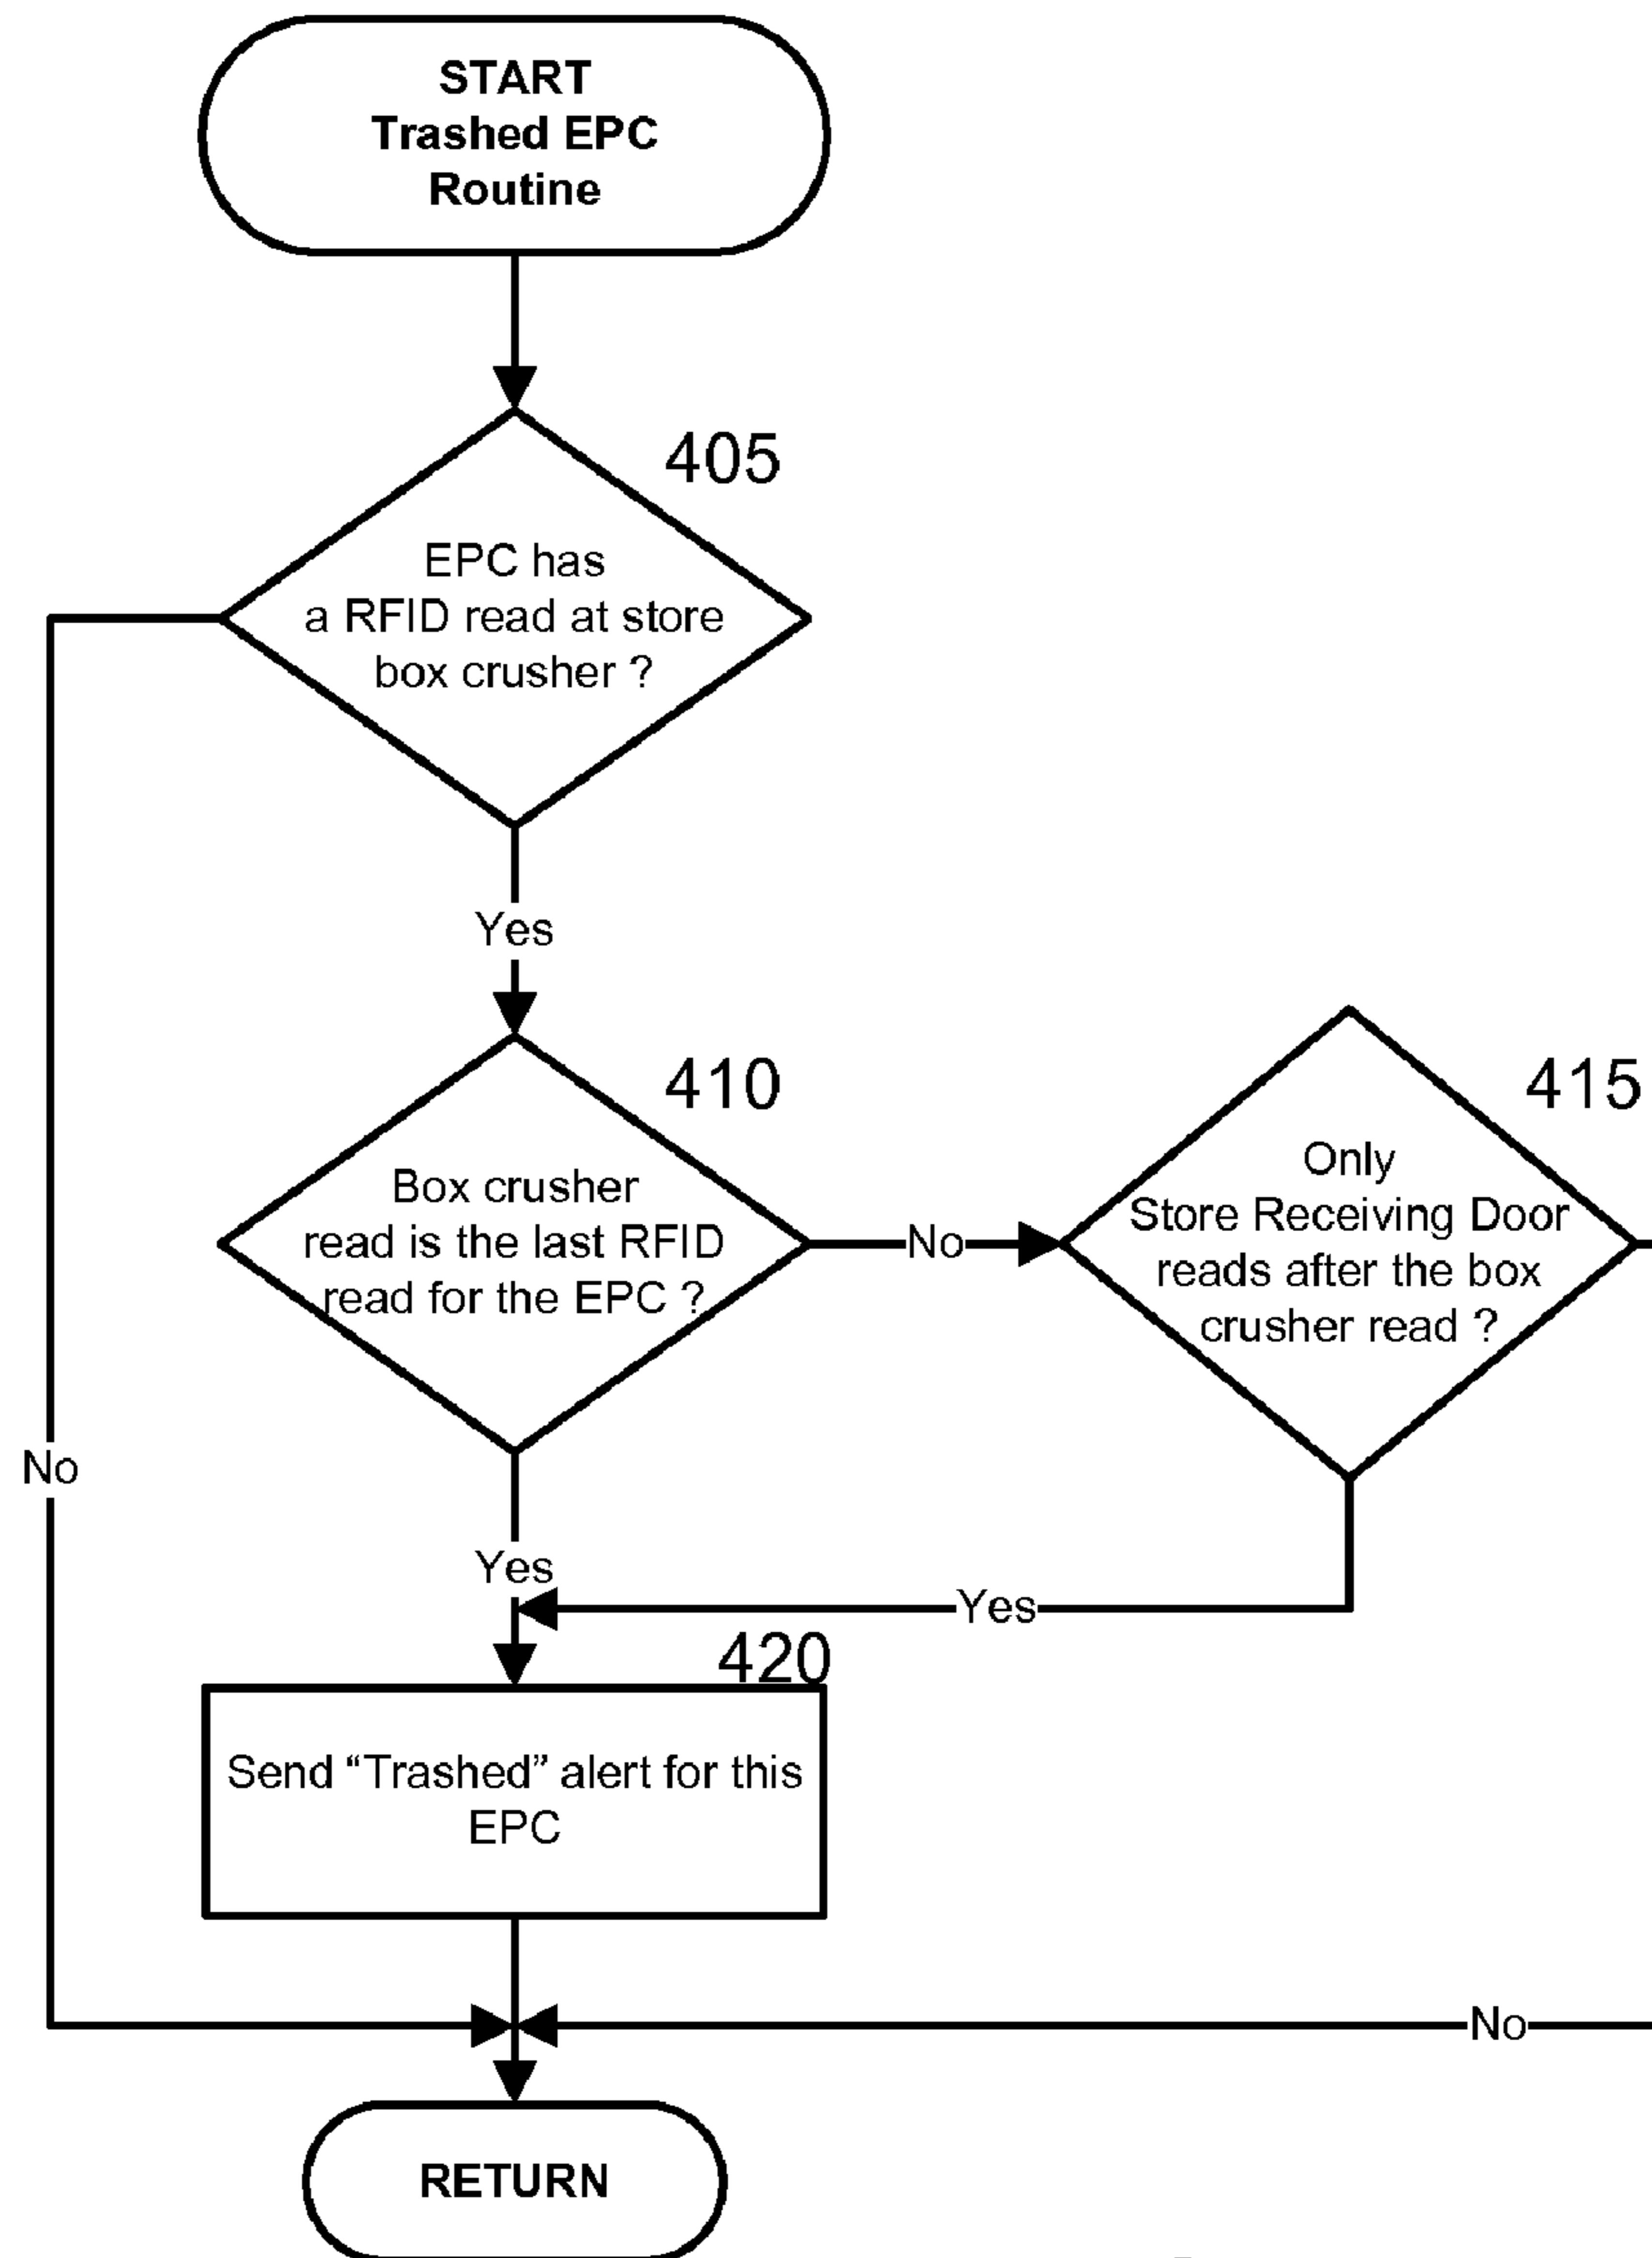 START
Trashed EPC
Routine
405
EPC has
a RFID read at store
box crusher ?
Yes
410
Box crusher
read is the last RFID
read for the EPC ?
No
415
Only
Store Receiving Door
reads after the box
crusher read ?
No
Yes
Yes
420
Send “Trashed” alert for this
EPC
No
RETURN